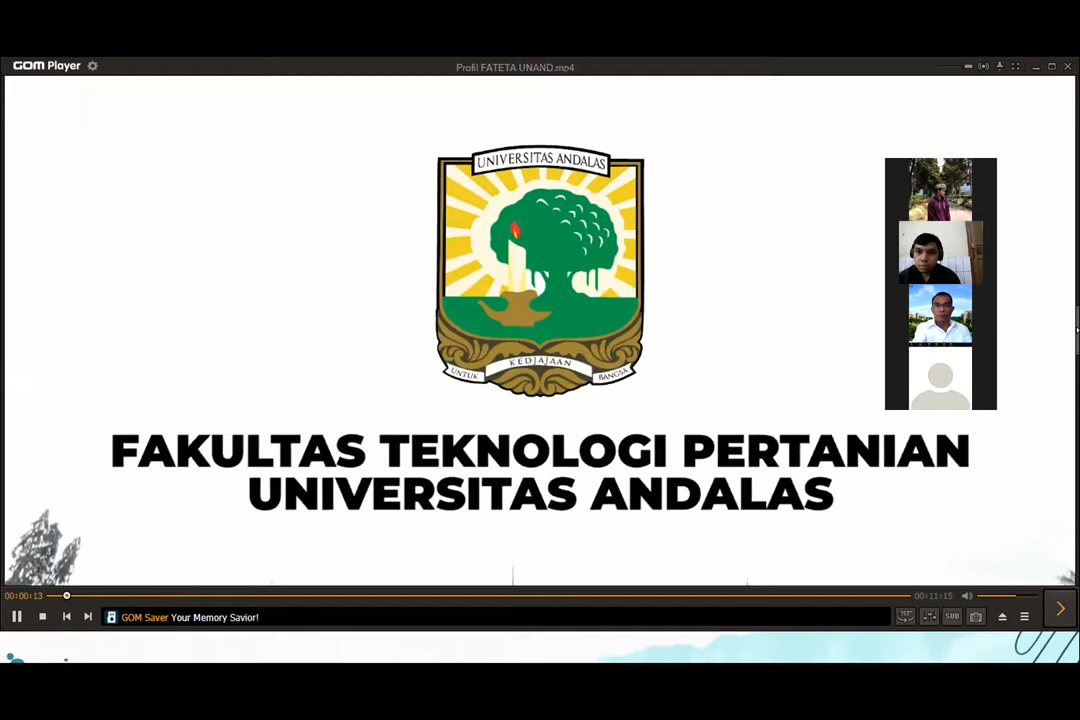 GOM Player
Profil FATETA UNAND.mp4
UNIVERSITAS ANDALAS
UNTUK KEDJAJAAN BANGSA
FAKULTAS TEKNOLOGI PERTANIAN
UNIVERSITAS ANDALAS
00:00:13
00:11:15
GOM Saver Your Memory Savior!
360°
SUB